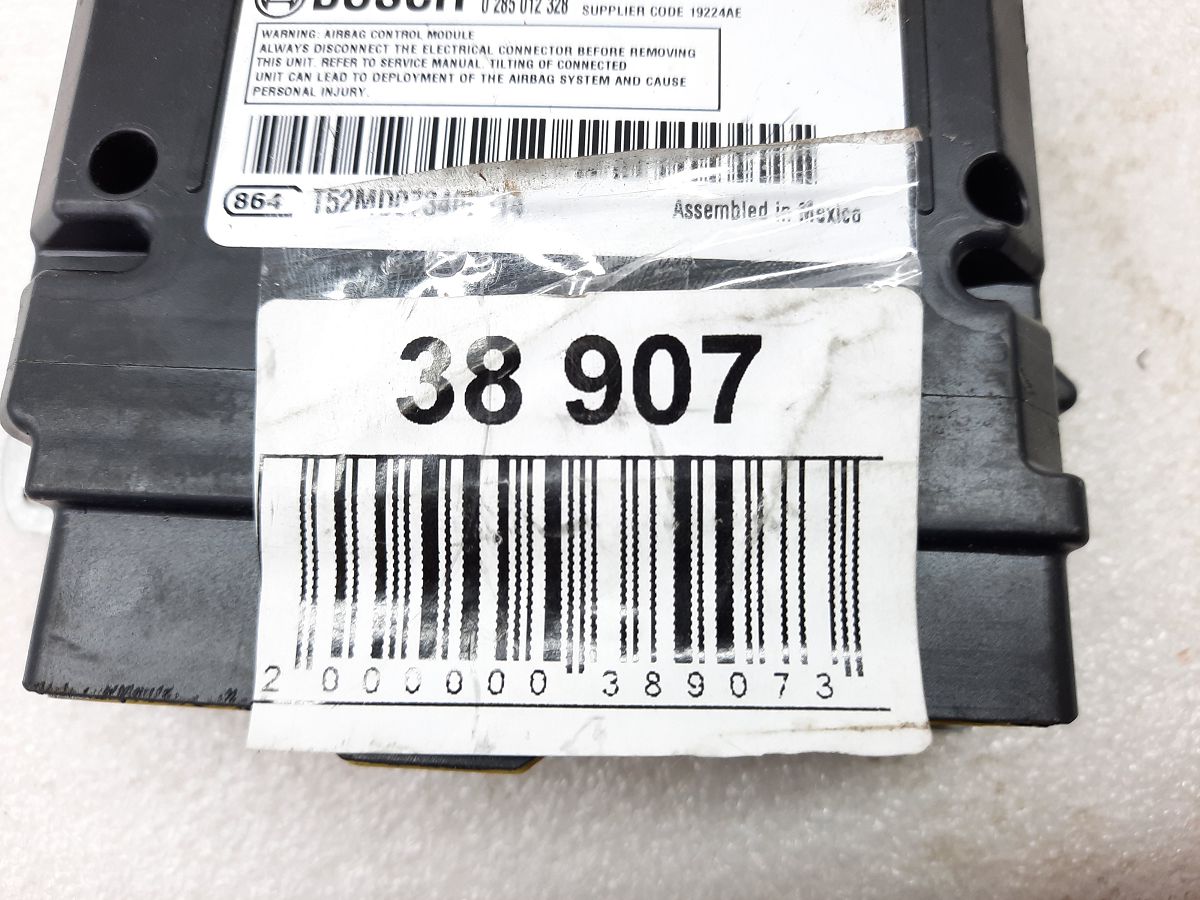 BOSCH 0 285 012 328 SUPPLIER CODE 19224AE
WARNING: AIRBAG CONTROL MODULE
ALWAYS DISCONNECT THE ELECTRICAL CONNECTOR BEFORE REMOVING
THIS UNIT. REFER TO SERVICE MANUAL. TILTING OF CONNECTED
UNIT CAN LEAD TO DEPLOYMENT OF THE AIRBAG SYSTEM AND CAUSE
PERSONAL INJURY.
864 Assembled in Mexico
38 907
2 000000 389073